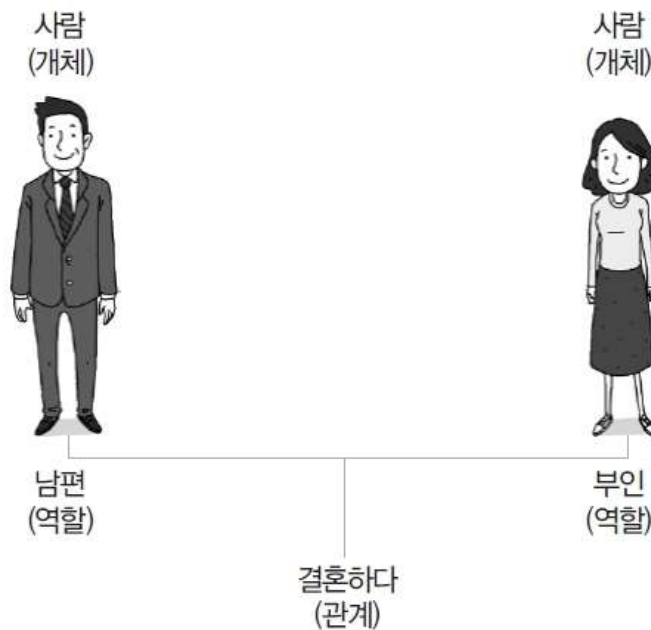 사람
(개체)
사람
(개체)
남편
(역할)
부인
(역할)
결혼하다
(관계)